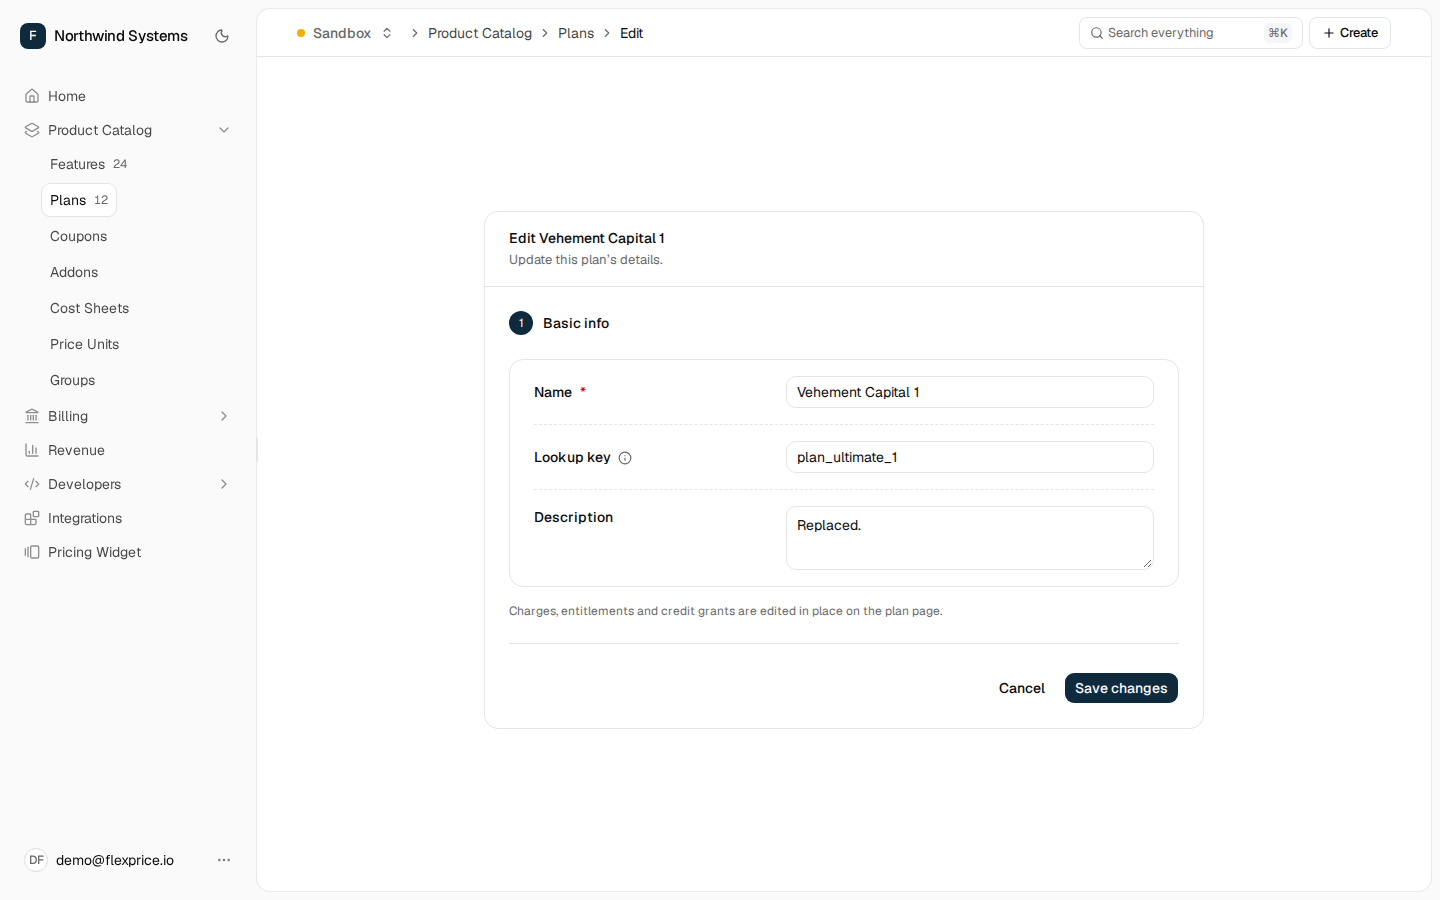 F Northwind Systems
Home
Product Catalog
Features 24
Plans 12
Coupons
Addons
Cost Sheets
Price Units
Groups
Billing
Revenue
Developers
Integrations
Pricing Widget
DF demo@flexprice.io
Sandbox Product Catalog Plans Edit
Search everything ⌘K
Create
Edit Vehement Capital 1
Update this plan's details.
1 Basic info
Name * Vehement Capital 1
Lookup key plan_ultimate_1
Description Replaced.
Charges, entitlements and credit grants are edited in place on the plan page.
Cancel Save changes